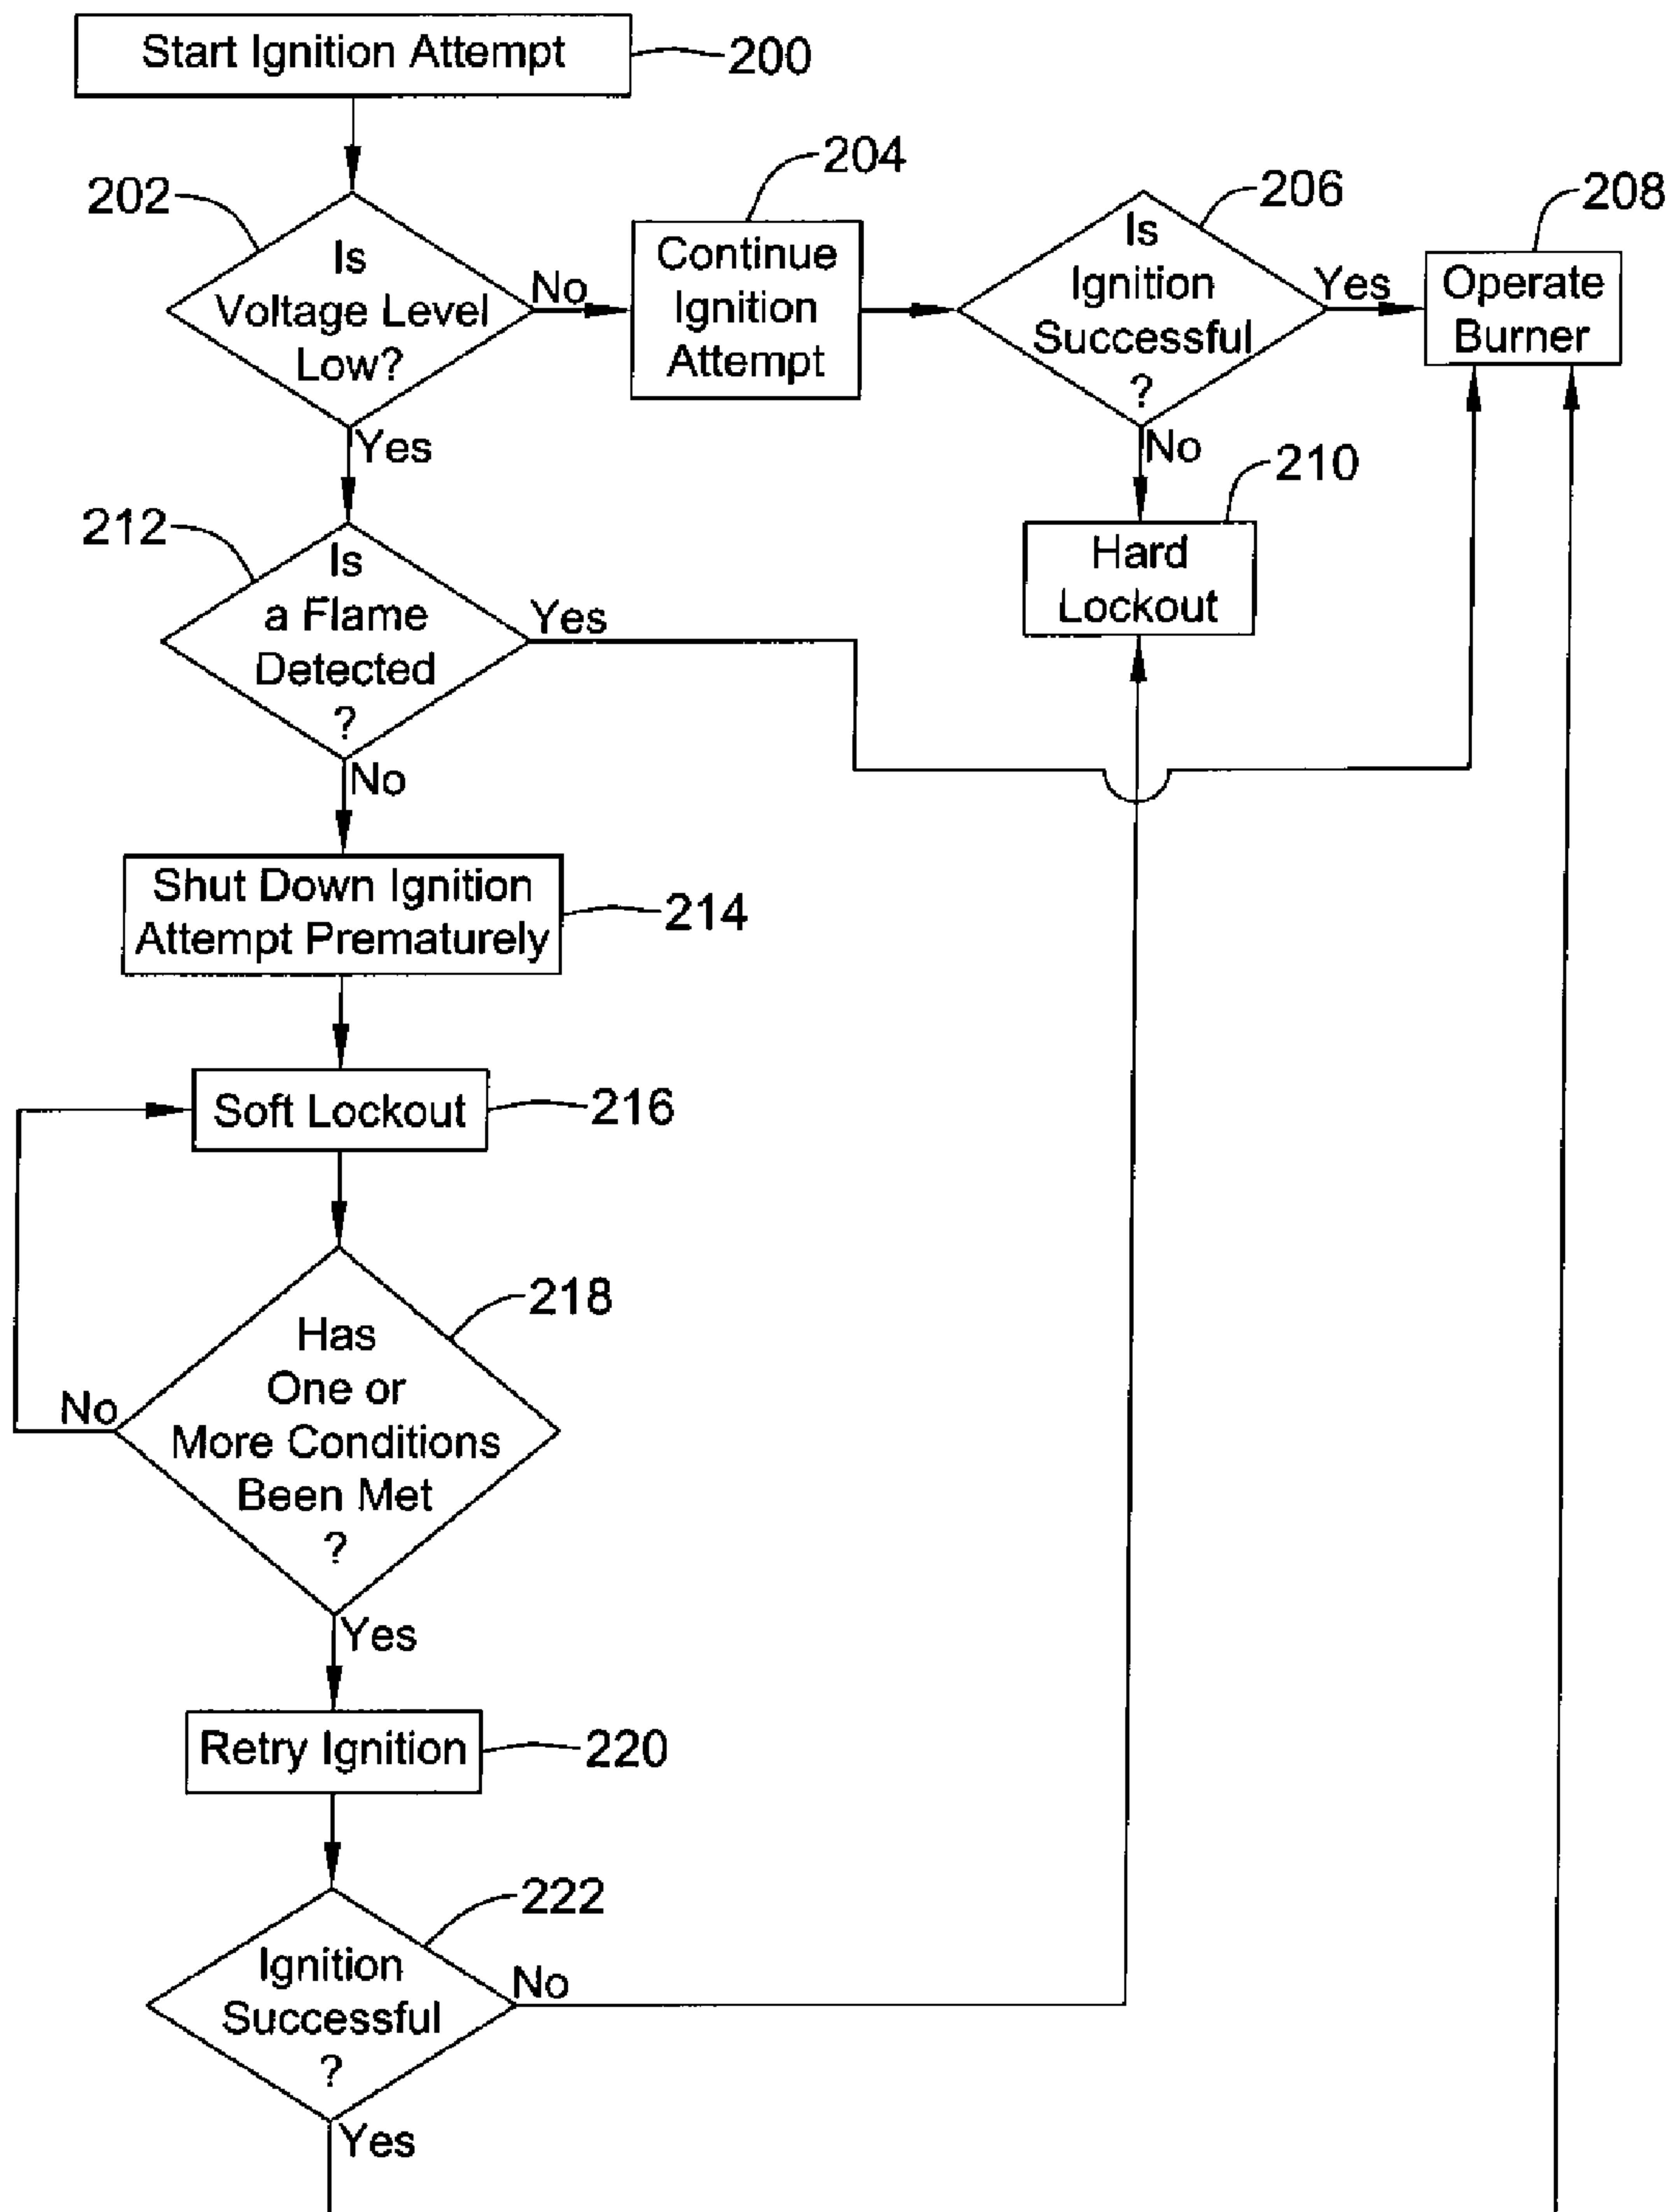 Start Ignition Attempt
200
202
Is
Voltage Level
Low?
No
Yes
204
Continue
Ignition
Attempt
206
Is
Ignition
Successful
?
Yes
No
208
Operate
Burner
210
Hard
Lockout
212
Is
a Flame
Detected
?
Yes
No
Shut Down Ignition
Attempt Prematurely
214
Soft Lockout
216
218
Has
One or
More Conditions
Been Met
?
No
Yes
Retry Ignition
220
222
Ignition
Successful
?
No
Yes